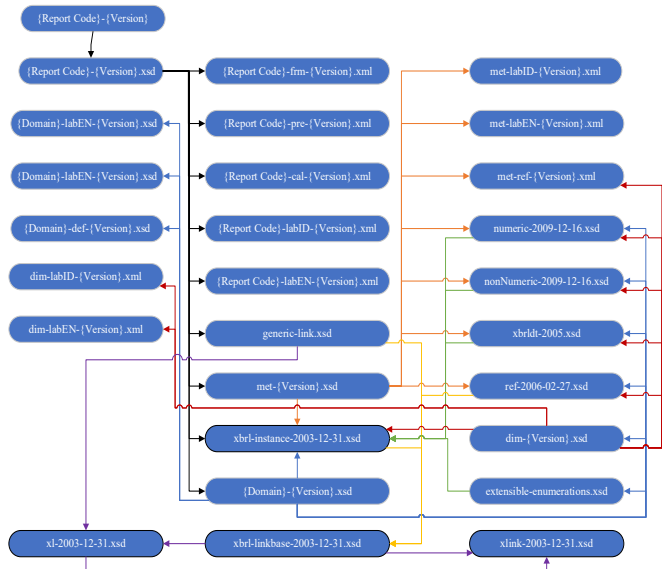 {Report Code}-{Version}
{Report Code}-{Version}.xsd
{Report Code}-frm-{Version}.xml
met-labID-{Version}.xml
{Domain}-labEN-{Version}.xsd
{Report Code}-pre-{Version}.xml
met-labEN-{Version}.xml
{Domain}-labEN-{Version}.xsd
{Report Code}-cal-{Version}.xml
met-ref-{Version}.xml
{Domain}-def-{Version}.xsd
{Report Code}-labID-{Version}.xml
numeric-2009-12-16.xsd
dim-labID-{Version}.xml
{Report Code}-labEN-{Version}.xml
nonNumeric-2009-12-16.xsd
dim-labEN-{Version}.xml
generic-link.xsd
xbrldt-2005.xsd
met-{Version}.xsd
ref-2006-02-27.xsd
xbrl-instance-2003-12-31.xsd
dim-{Version}.xsd
{Domain}-{Version}.xsd
extensible-enumerations.xsd
xl-2003-12-31.xsd
xbrl-linkbase-2003-12-31.xsd
xlink-2003-12-31.xsd